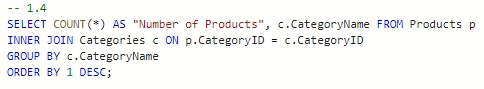 -- 1.4
SELECT COUNT(*) AS "Number of Products", c.CategoryName FROM Products p
INNER JOIN Categories c ON p.CategoryID = c.CategoryID
GROUP BY c.CategoryName
ORDER BY 1 DESC;